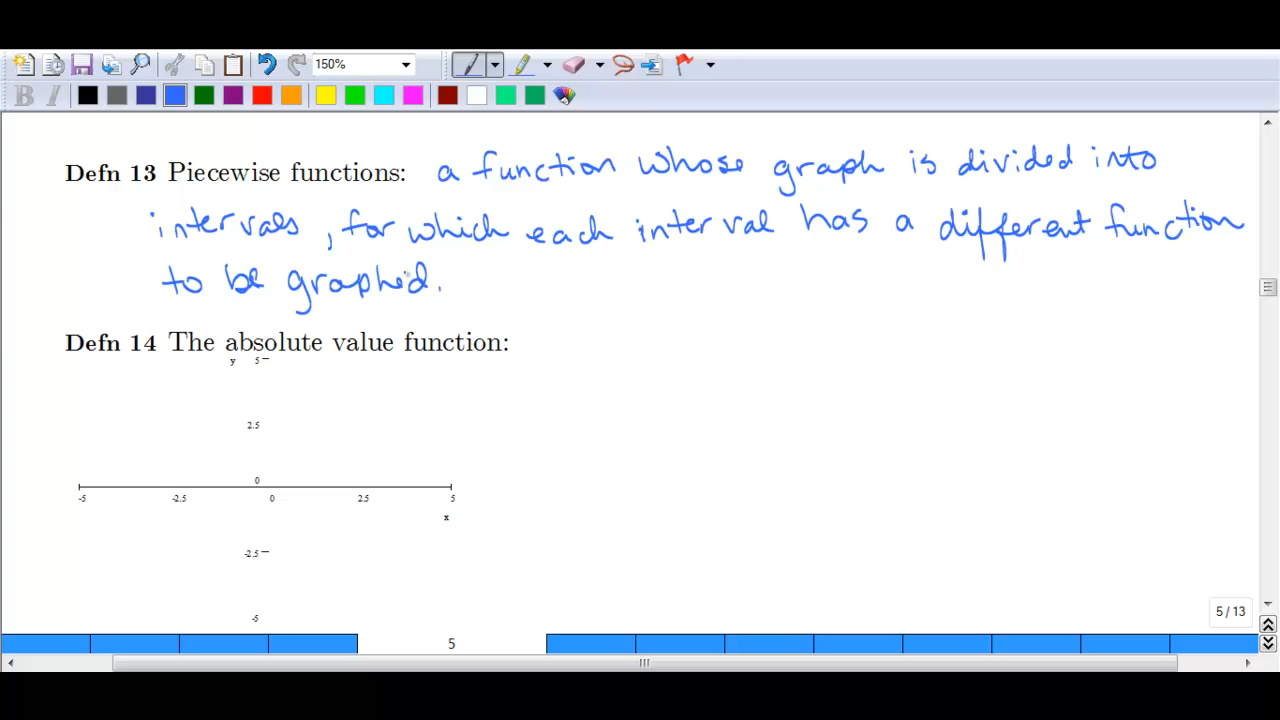 150%
B I
Defn 13 Piecewise functions: a function whose graph is divided into
intervals, for which each interval has a different function
to be graphed.
Defn 14 The absolute value function:
y 5
2.5
0
-5 -2.5 0 2.5 5
x
-2.5
-5
5 / 13
5